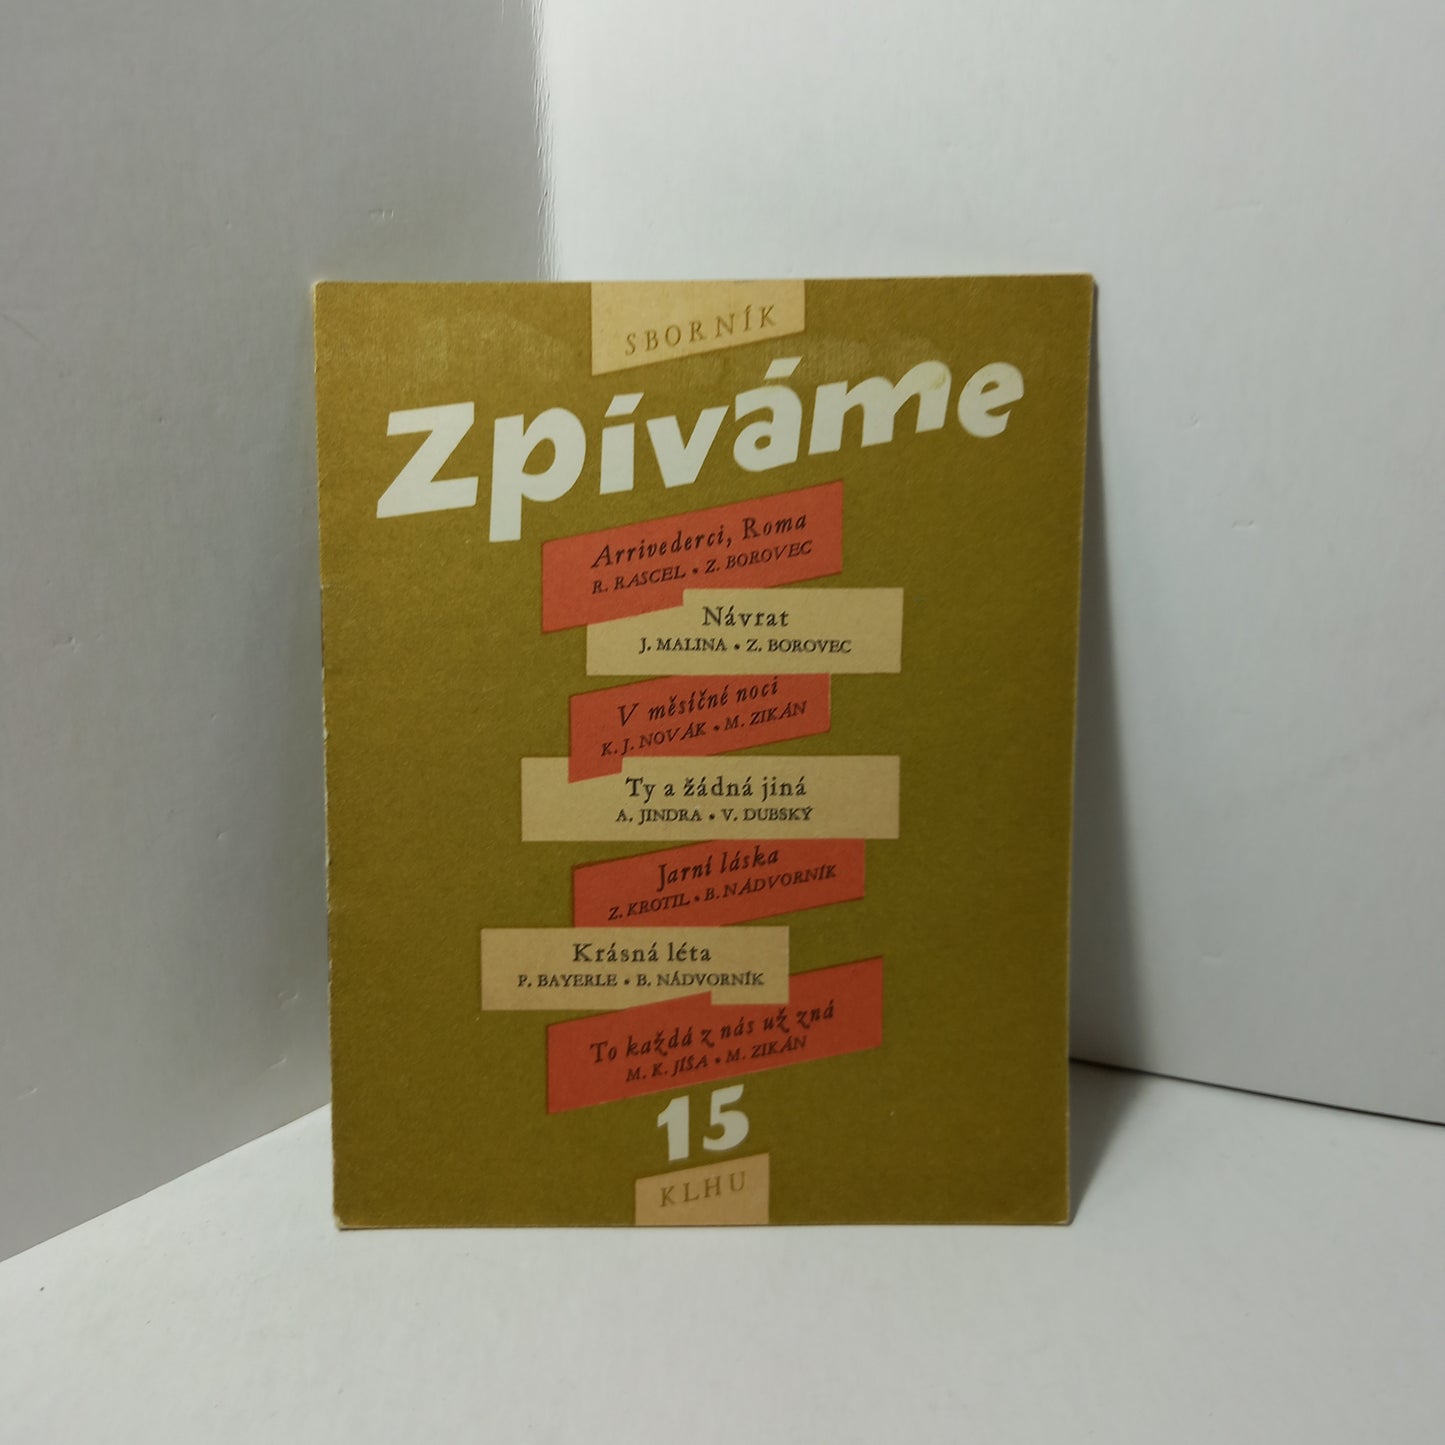 SBORNÍK
Zpíváme
Arrivederci, Roma
R. RASCEL • Z. BOROVEC
Návrat
J. MALINA • Z. BOROVEC
V měsíčné noci
K. J. NOVÁK • M. ZIKÁN
Ty a žádná jiná
A. JINDRA • V. DUBSKÝ
Jarní láska
Z. KROTIL • B. NÁDVORNÍK
Krásná léta
P. BAYERLE • B. NÁDVORNÍK
To každá z nás už zná
M. K. JÍŠA • M. ZIKÁN
15
KLHU